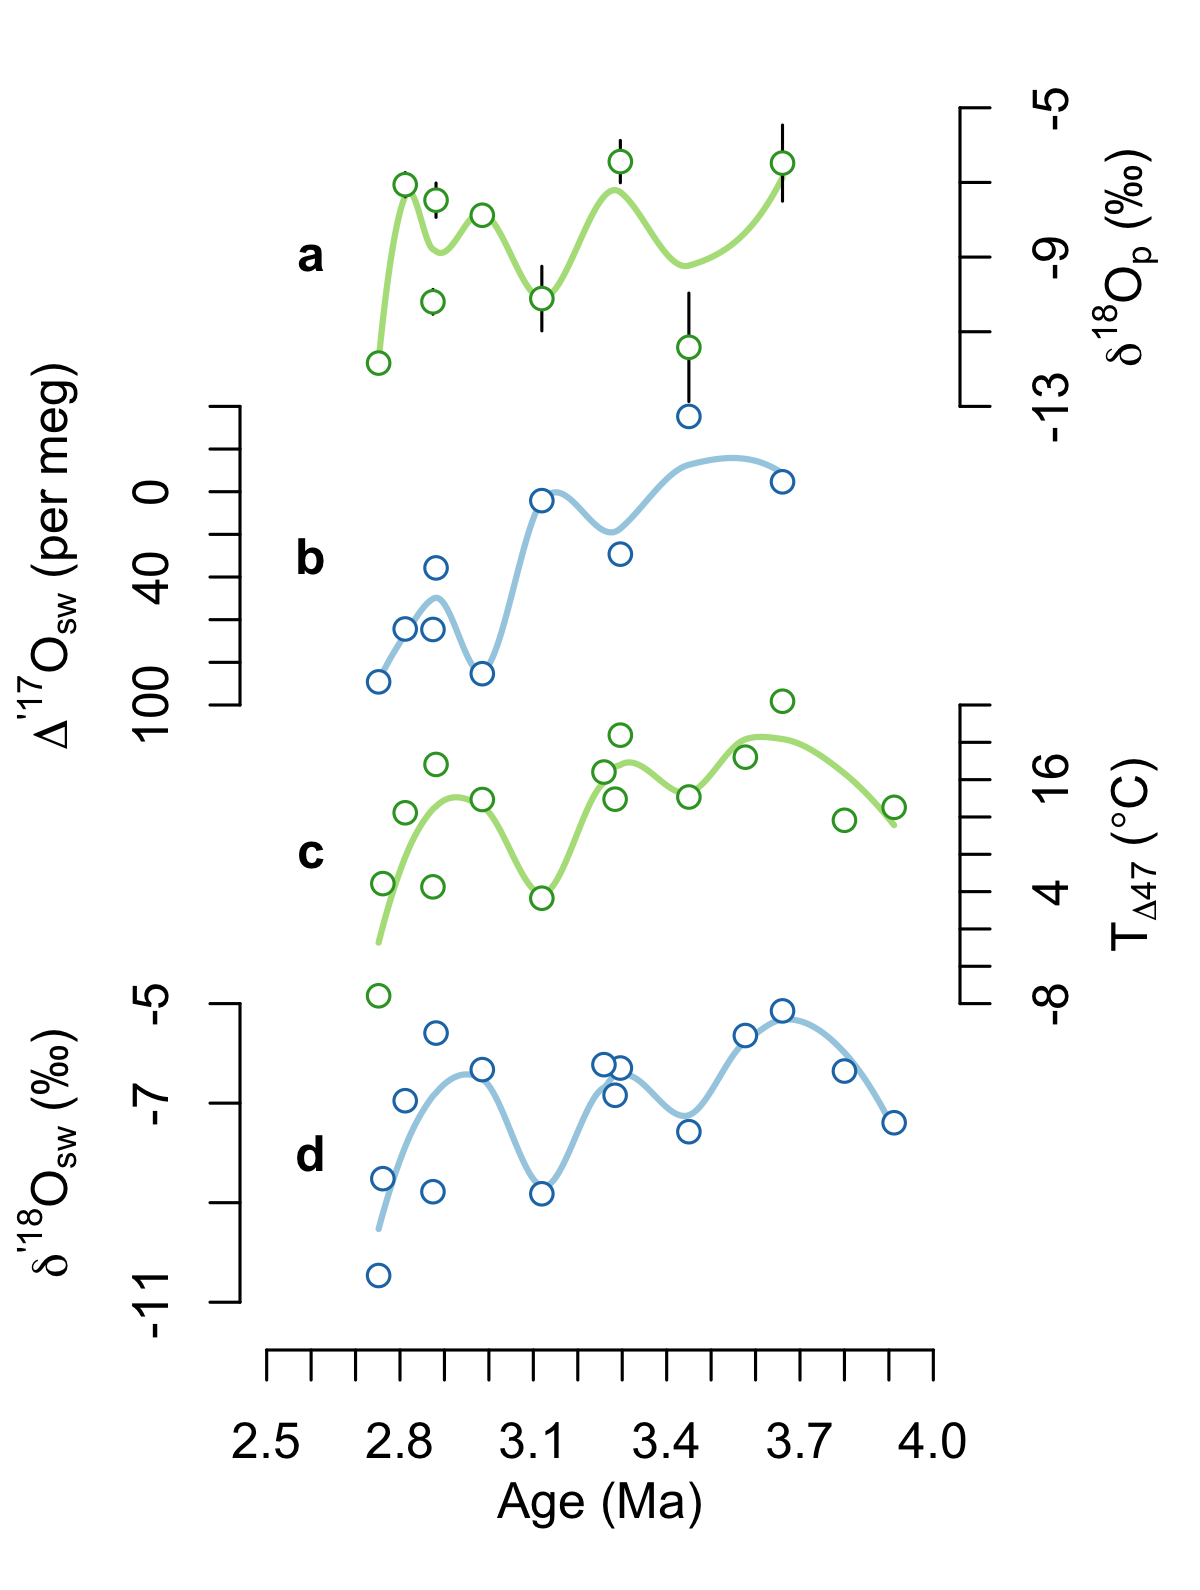 a
-5
-9
-13
δ18Op (‰)
b
0
40
100
Δ'17Osw (per meg)
c
16
4
-8
TΔ47 (°C)
d
-5
-7
-11
δ'18Osw (‰)
2.5 2.8 3.1 3.4 3.7 4.0
Age (Ma)